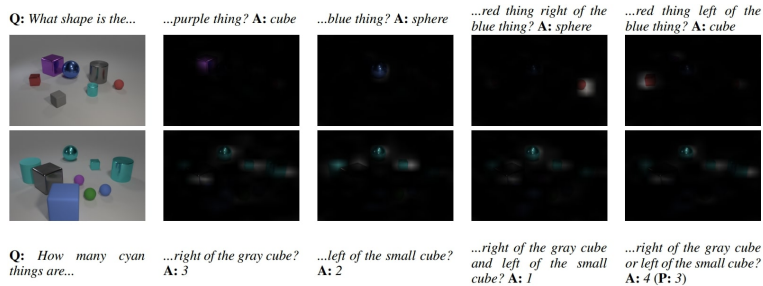 Q: What shape is the...
...purple thing? A: cube
...blue thing? A: sphere
...red thing right of the
blue thing? A: sphere
...red thing left of the
blue thing? A: cube
Q: How many cyan
things are...
...right of the gray cube?
A: 3
...left of the small cube?
A: 2
...right of the gray cube
and left of the small
cube? A: 1
...right of the gray cube
or left of the small cube?
A: 4 (P: 3)